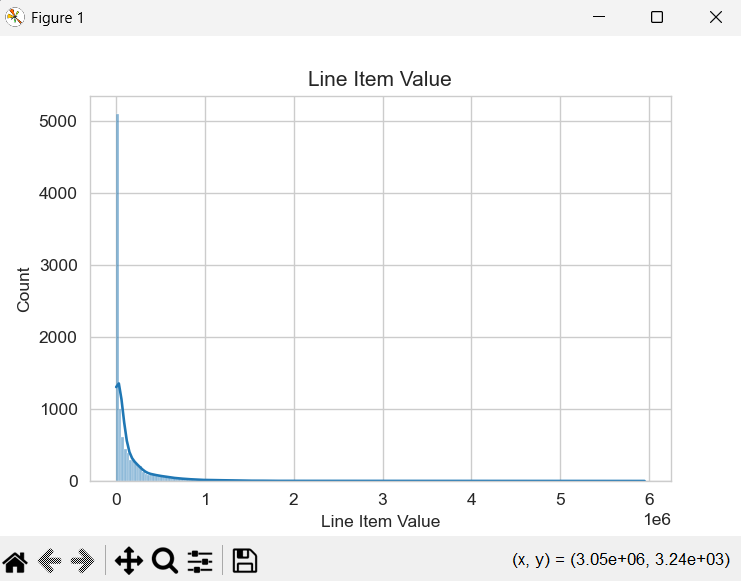 Figure 1
Line Item Value
5000
4000
3000
2000
1000
0
Count
0 1 2 3 4 5 6
1e6
Line Item Value
(x, y) = (3.05e+06, 3.24e+03)